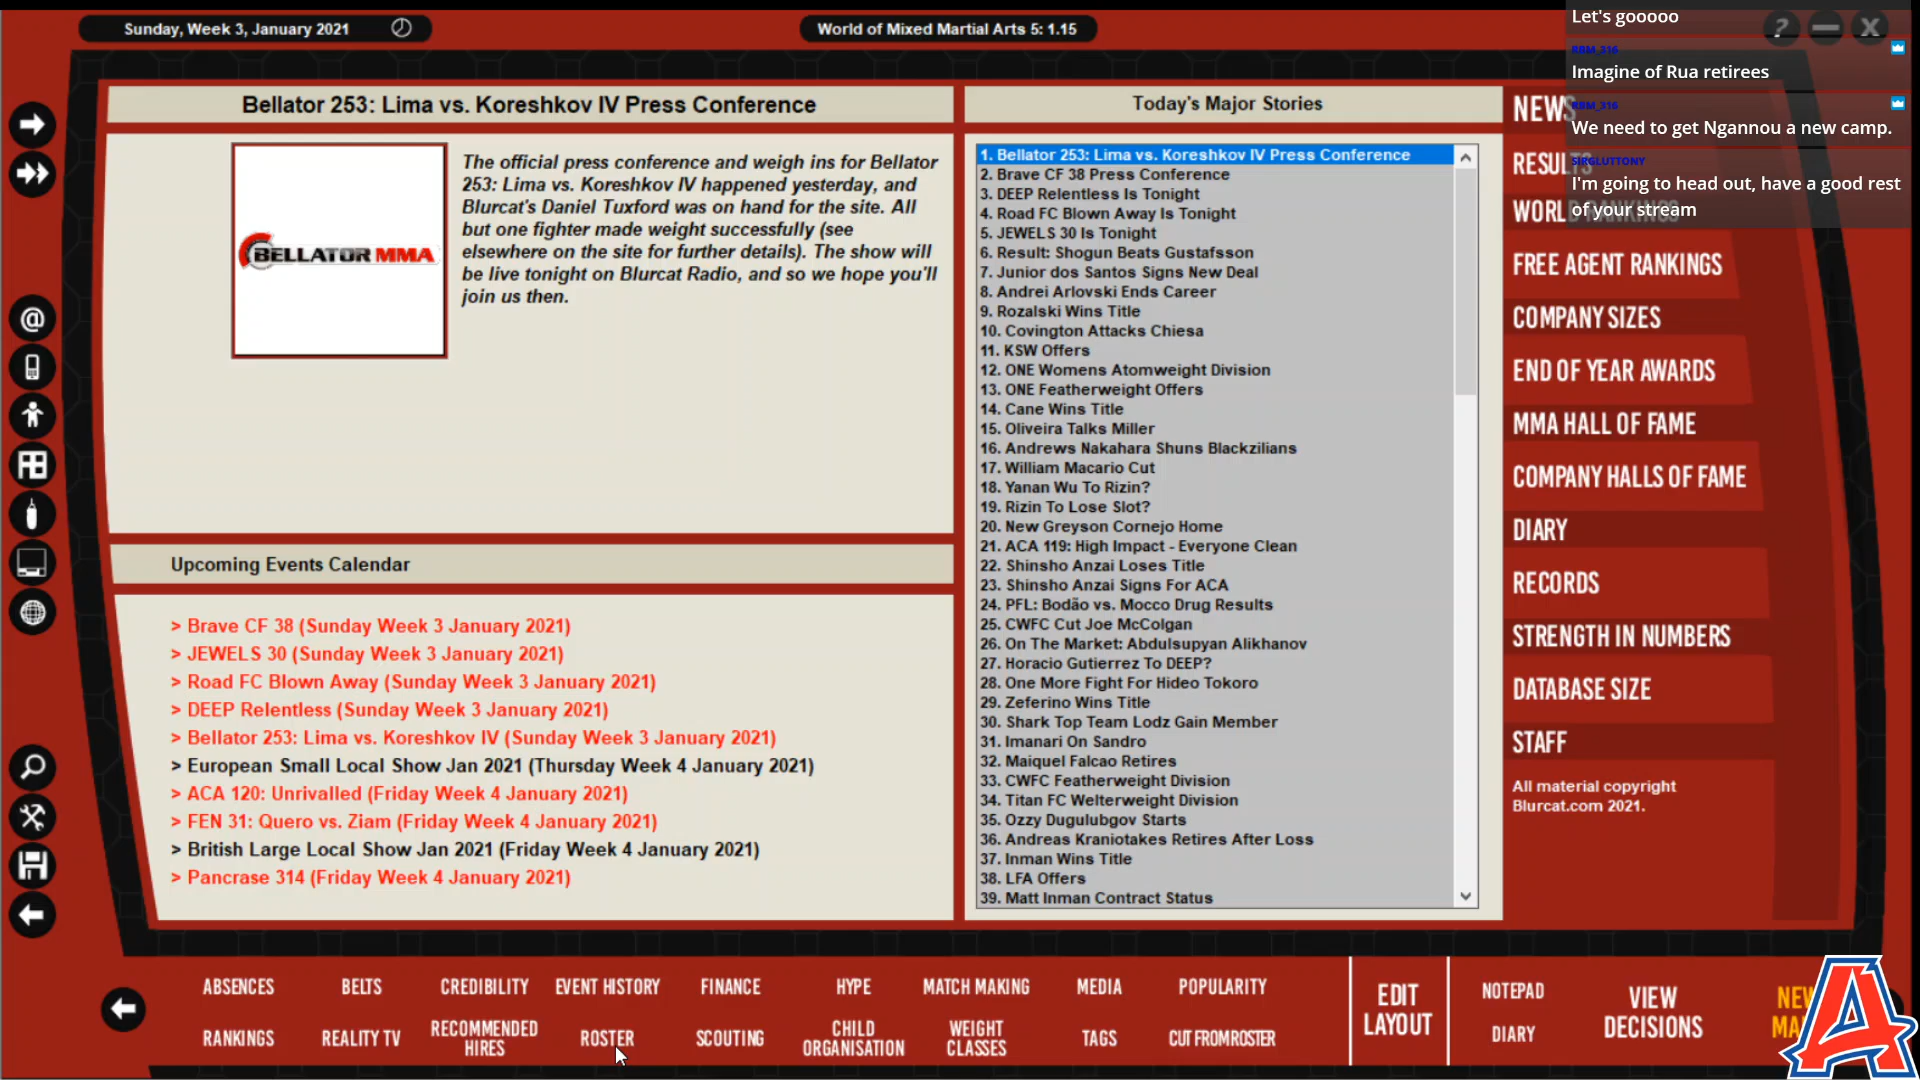 Sunday, Week 3, January 2021
World of Mixed Martial Arts 5: 1.15
Let's gooooo
RBM_316
Imagine of Rua retirees
RBM_316
We need to get Ngannou a new camp.
SIRGLUTTONY
I'm going to head out, have a good rest
of your stream
Bellator 253: Lima vs. Koreshkov IV Press Conference
BELLATOR MMA
The official press conference and weigh ins for Bellator
253: Lima vs. Koreshkov IV happened yesterday, and
Blurcat's Daniel Tuxford was on hand for the site. All
but one fighter made weight successfully (see
elsewhere on the site for further details). The show will
be live tonight on Blurcat Radio, and so we hope you'll
join us then.
Upcoming Events Calendar
> Brave CF 38 (Sunday Week 3 January 2021)
> JEWELS 30 (Sunday Week 3 January 2021)
> Road FC Blown Away (Sunday Week 3 January 2021)
> DEEP Relentless (Sunday Week 3 January 2021)
> Bellator 253: Lima vs. Koreshkov IV (Sunday Week 3 January 2021)
> European Small Local Show Jan 2021 (Thursday Week 4 January 2021)
> ACA 120: Unrivalled (Friday Week 4 January 2021)
> FEN 31: Quero vs. Ziam (Friday Week 4 January 2021)
> British Large Local Show Jan 2021 (Friday Week 4 January 2021)
> Pancrase 314 (Friday Week 4 January 2021)
Today's Major Stories
1. Bellator 253: Lima vs. Koreshkov IV Press Conference
2. Brave CF 38 Press Conference
3. DEEP Relentless Is Tonight
4. Road FC Blown Away Is Tonight
5. JEWELS 30 Is Tonight
6. Result: Shogun Beats Gustafsson
7. Junior dos Santos Signs New Deal
8. Andrei Arlovski Ends Career
9. Rozalski Wins Title
10. Covington Attacks Chiesa
11. KSW Offers
12. ONE Womens Atomweight Division
13. ONE Featherweight Offers
14. Cane Wins Title
15. Oliveira Talks Miller
16. Andrews Nakahara Shuns Blackzilians
17. William Macario Cut
18. Yanan Wu To Rizin?
19. Rizin To Lose Slot?
20. New Greyson Cornejo Home
21. ACA 119: High Impact - Everyone Clean
22. Shinsho Anzai Loses Title
23. Shinsho Anzai Signs For ACA
24. PFL: Bodão vs. Mocco Drug Results
25. CWFC Cut Joe McColgan
26. On The Market: Abdulsupyan Alikhanov
27. Horacio Gutierrez To DEEP?
28. One More Fight For Hideo Tokoro
29. Zeferino Wins Title
30. Shark Top Team Lodz Gain Member
31. Imanari On Sandro
32. Maiquel Falcao Retires
33. CWFC Featherweight Division
34. Titan FC Welterweight Division
35. Ozzy Dugulubgov Starts
36. Andreas Kraniotakes Retires After Loss
37. Inman Wins Title
38. LFA Offers
39. Matt Inman Contract Status
NEWS
RESULTS
WORLD RANKINGS
FREE AGENT RANKINGS
COMPANY SIZES
END OF YEAR AWARDS
MMA HALL OF FAME
COMPANY HALLS OF FAME
DIARY
RECORDS
STRENGTH IN NUMBERS
DATABASE SIZE
STAFF
All material copyright
Blurcat.com 2021.
ABSENCES
BELTS
CREDIBILITY
EVENT HISTORY
FINANCE
HYPE
MATCH MAKING
MEDIA
POPULARITY
RANKINGS
REALITY TV
RECOMMENDED
HIRES
ROSTER
SCOUTING
CHILD
ORGANISATION
WEIGHT
CLASSES
TAGS
CUT FROM ROSTER
EDIT
LAYOUT
NOTEPAD
DIARY
VIEW
DECISIONS
A